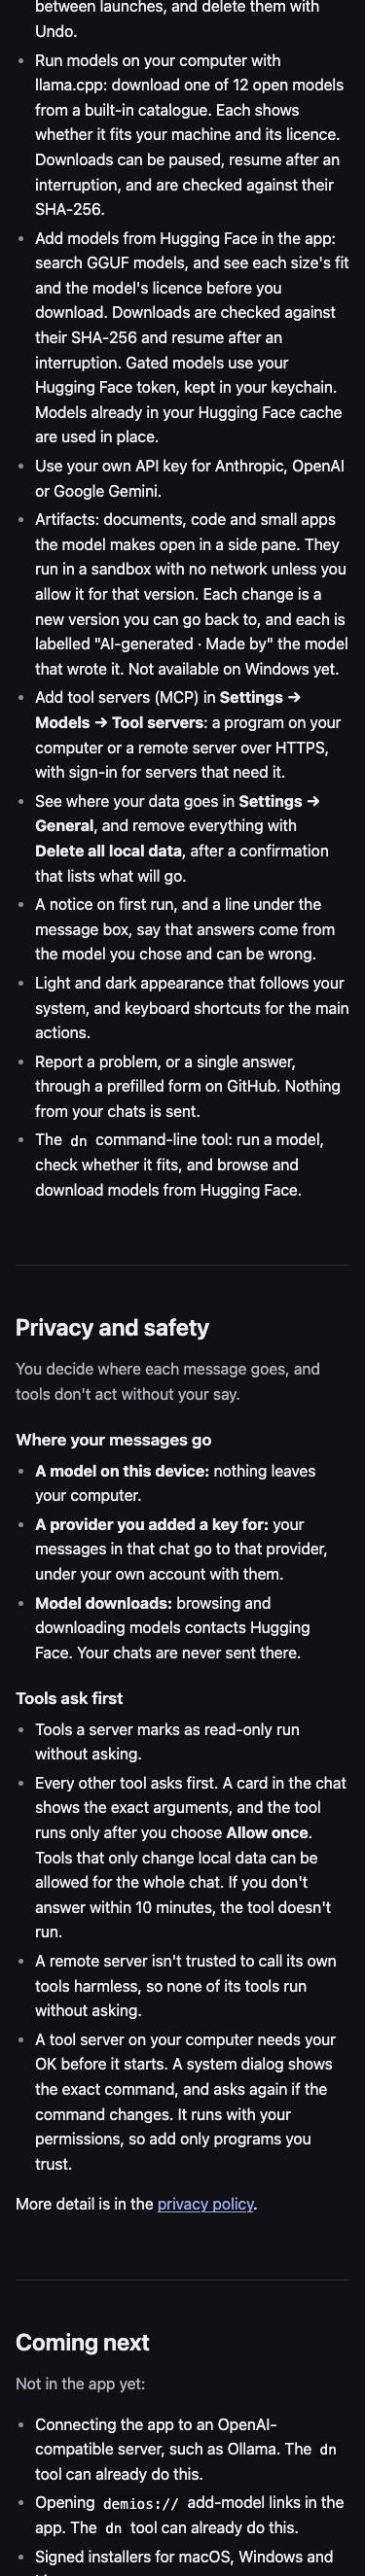 between launches, and delete them with
Undo.
• Run models on your computer with
llama.cpp: download one of 12 open models
from a built-in catalogue. Each shows
whether it fits your machine and its licence.
Downloads can be paused, resume after an
interruption, and are checked against their
SHA-256.
• Add models from Hugging Face in the app:
search GGUF models, and see each size's fit
and the model's licence before you
download. Downloads are checked against
their SHA-256 and resume after an
interruption. Gated models use your
Hugging Face token, kept in your keychain.
Models already in your Hugging Face cache
are used in place.
• Use your own API key for Anthropic, OpenAI
or Google Gemini.
• Artifacts: documents, code and small apps
the model makes open in a side pane. They
run in a sandbox with no network unless you
allow it for that version. Each change is a
new version you can go back to, and each is
labelled "AI-generated · Made by" the model
that wrote it. Not available on Windows yet.
• Add tool servers (MCP) in Settings →
Models → Tool servers: a program on your
computer or a remote server over HTTPS,
with sign-in for servers that need it.
• See where your data goes in Settings →
General, and remove everything with
Delete all local data, after a confirmation
that lists what will go.
• A notice on first run, and a line under the
message box, say that answers come from
the model you chose and can be wrong.
• Light and dark appearance that follows your
system, and keyboard shortcuts for the main
actions.
• Report a problem, or a single answer,
through a prefilled form on GitHub. Nothing
from your chats is sent.
• The dn command-line tool: run a model,
check whether it fits, and browse and
download models from Hugging Face.
Privacy and safety
You decide where each message goes, and
tools don't act without your say.
Where your messages go
• A model on this device: nothing leaves
your computer.
• A provider you added a key for: your
messages in that chat go to that provider,
under your own account with them.
• Model downloads: browsing and
downloading models contacts Hugging
Face. Your chats are never sent there.
Tools ask first
• Tools a server marks as read-only run
without asking.
• Every other tool asks first. A card in the chat
shows the exact arguments, and the tool
runs only after you choose Allow once.
Tools that only change local data can be
allowed for the whole chat. If you don't
answer within 10 minutes, the tool doesn't
run.
• A remote server isn't trusted to call its own
tools harmless, so none of its tools run
without asking.
• A tool server on your computer needs your
OK before it starts. A system dialog shows
the exact command, and asks again if the
command changes. It runs with your
permissions, so add only programs you
trust.
More detail is in the privacy policy.
Coming next
Not in the app yet:
• Connecting the app to an OpenAI-
compatible server, such as Ollama. The dn
tool can already do this.
• Opening demios:// add-model links in the
app. The dn tool can already do this.
• Signed installers for macOS, Windows and